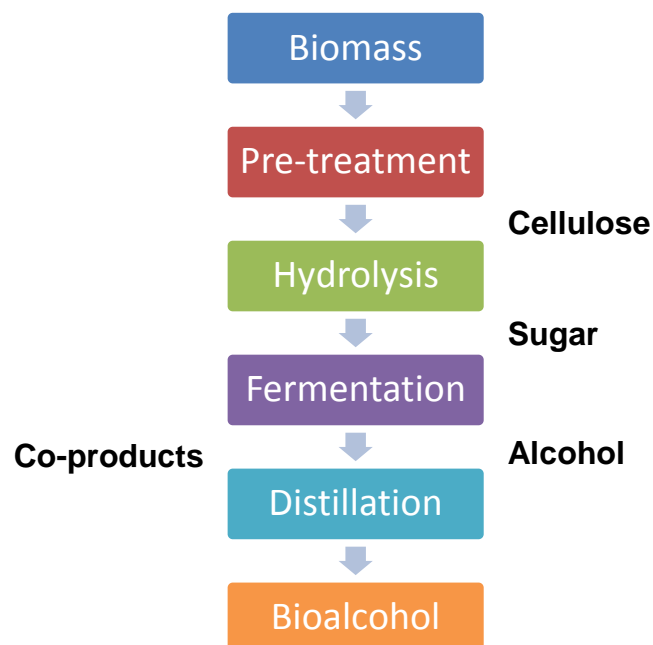 Biomass
Pre-treatment
Cellulose
Hydrolysis
Sugar
Fermentation
Co-products
Alcohol
Distillation
Bioalcohol